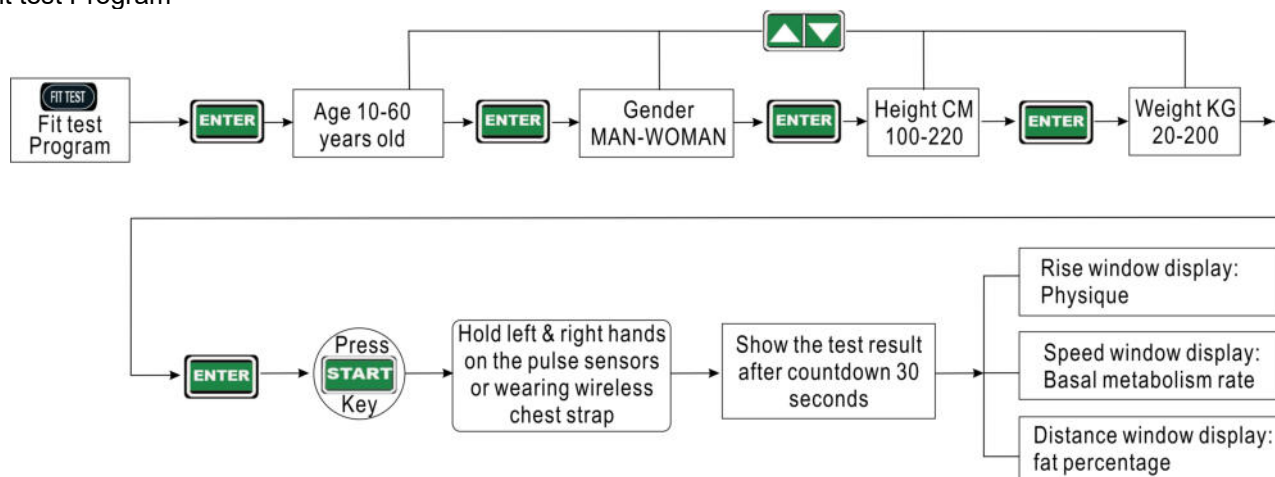 it test Program
FIT TEST
Fit test
Program
ENTER
Age 10-60
years old
ENTER
Gender
MAN-WOMAN
ENTER
Height CM
100-220
ENTER
Weight KG
20-200
ENTER
Press
START
Key
Hold left & right hands
on the pulse sensors
or wearing wireless
chest strap
Show the test result
after countdown 30
seconds
Rise window display:
Physique
Speed window display:
Basal metabolism rate
Distance window display:
fat percentage